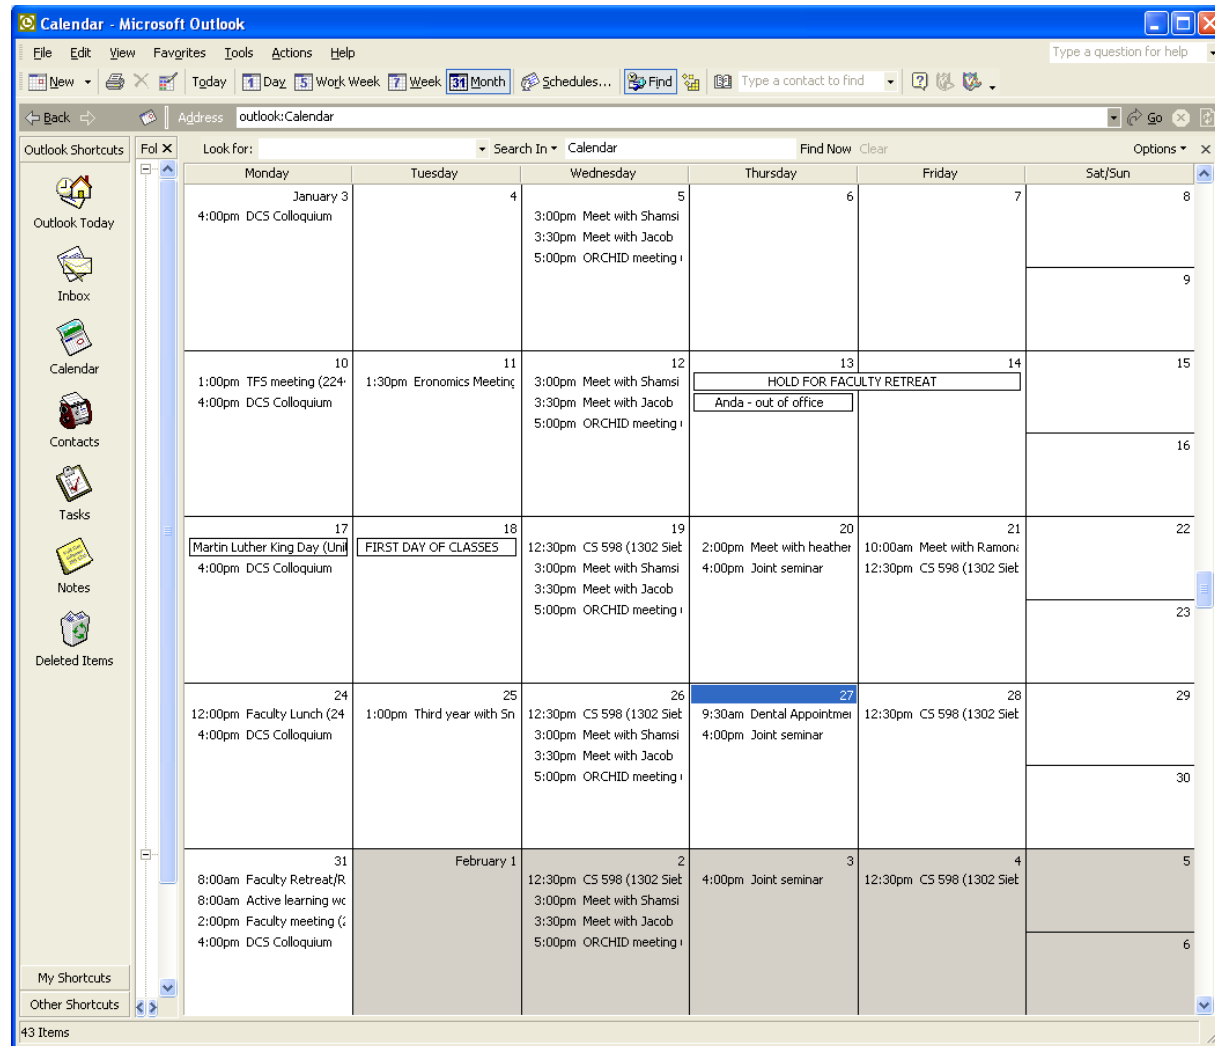 Calendar - Microsoft Outlook
File Edit View Favorites Tools Actions Help Type a question for help
New Today 1 Day 5 Work Week 7 Week 31 Month Schedules... Find Type a contact to find
Back Address outlook:Calendar Go
Outlook Shortcuts Fol X Look for: Search In Calendar Find Now Clear Options X
Monday Tuesday Wednesday Thursday Friday Sat/Sun
January 3 4 5 6 7 8
4:00pm DCS Colloquium 3:00pm Meet with Shamsi
3:30pm Meet with Jacob
5:00pm ORCHID meeting
9
10 11 12 13 14 15
1:00pm TFS meeting (224 1:30pm Eronomics Meeting 3:00pm Meet with Shamsi HOLD FOR FACULTY RETREAT
4:00pm DCS Colloquium 3:30pm Meet with Jacob Anda - out of office
5:00pm ORCHID meeting
16
17 18 19 20 21 22
Martin Luther King Day (Uni FIRST DAY OF CLASSES 12:30pm CS 598 (1302 Sieb 2:00pm Meet with heather 10:00am Meet with Ramona
4:00pm DCS Colloquium 3:00pm Meet with Shamsi 4:00pm Joint seminar 12:30pm CS 598 (1302 Sieb
3:30pm Meet with Jacob
5:00pm ORCHID meeting
23
24 25 26 27 28 29
12:00pm Faculty Lunch (24 1:00pm Third year with Sn 12:30pm CS 598 (1302 Sieb 9:30am Dental Appointmer 12:30pm CS 598 (1302 Sieb
4:00pm DCS Colloquium 3:00pm Meet with Shamsi 4:00pm Joint seminar
3:30pm Meet with Jacob
5:00pm ORCHID meeting
30
31 February 1 2 3 4 5
8:00am Faculty Retreat/R 12:30pm CS 598 (1302 Sieb 4:00pm Joint seminar 12:30pm CS 598 (1302 Sieb
8:00am Active learning wc 3:00pm Meet with Shamsi
2:00pm Faculty meeting (2 3:30pm Meet with Jacob
4:00pm DCS Colloquium 5:00pm ORCHID meeting
6
Outlook Today
Inbox
Calendar
Contacts
Tasks
Notes
Deleted Items
My Shortcuts
Other Shortcuts
43 Items